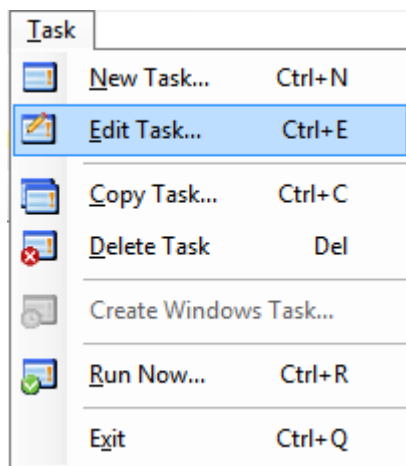 Task
New Task... Ctrl+N
Edit Task... Ctrl+E
Copy Task... Ctrl+C
Delete Task Del
Create Windows Task...
Run Now... Ctrl+R
Exit Ctrl+Q